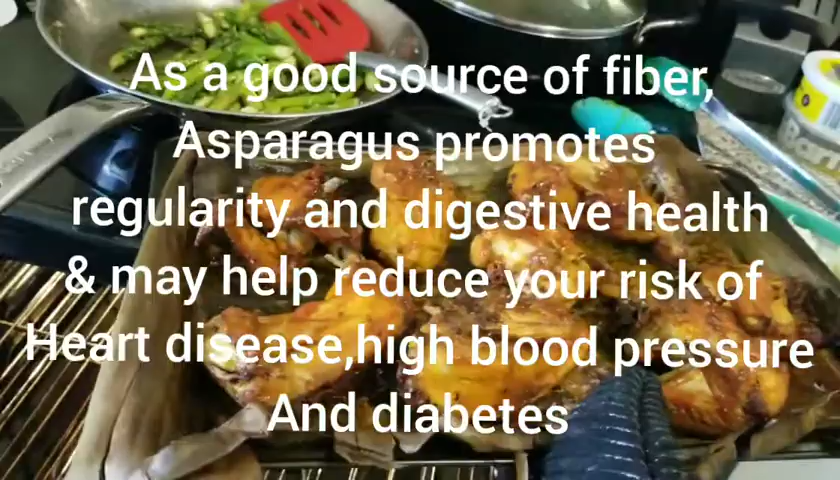 As a good source of fiber,
Asparagus promotes
regularity and digestive health
& may help reduce your risk of
Heart disease,high blood pressure
And diabetes